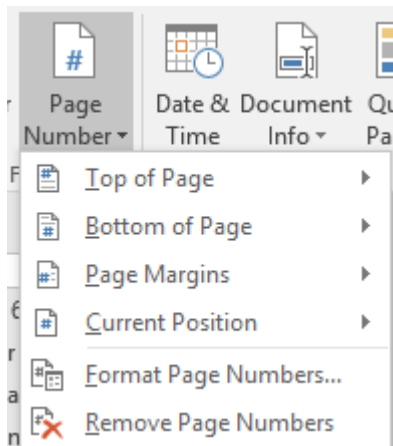 Page Number
Date & Time
Document Info
Top of Page
Bottom of Page
Page Margins
Current Position
Format Page Numbers...
Remove Page Numbers